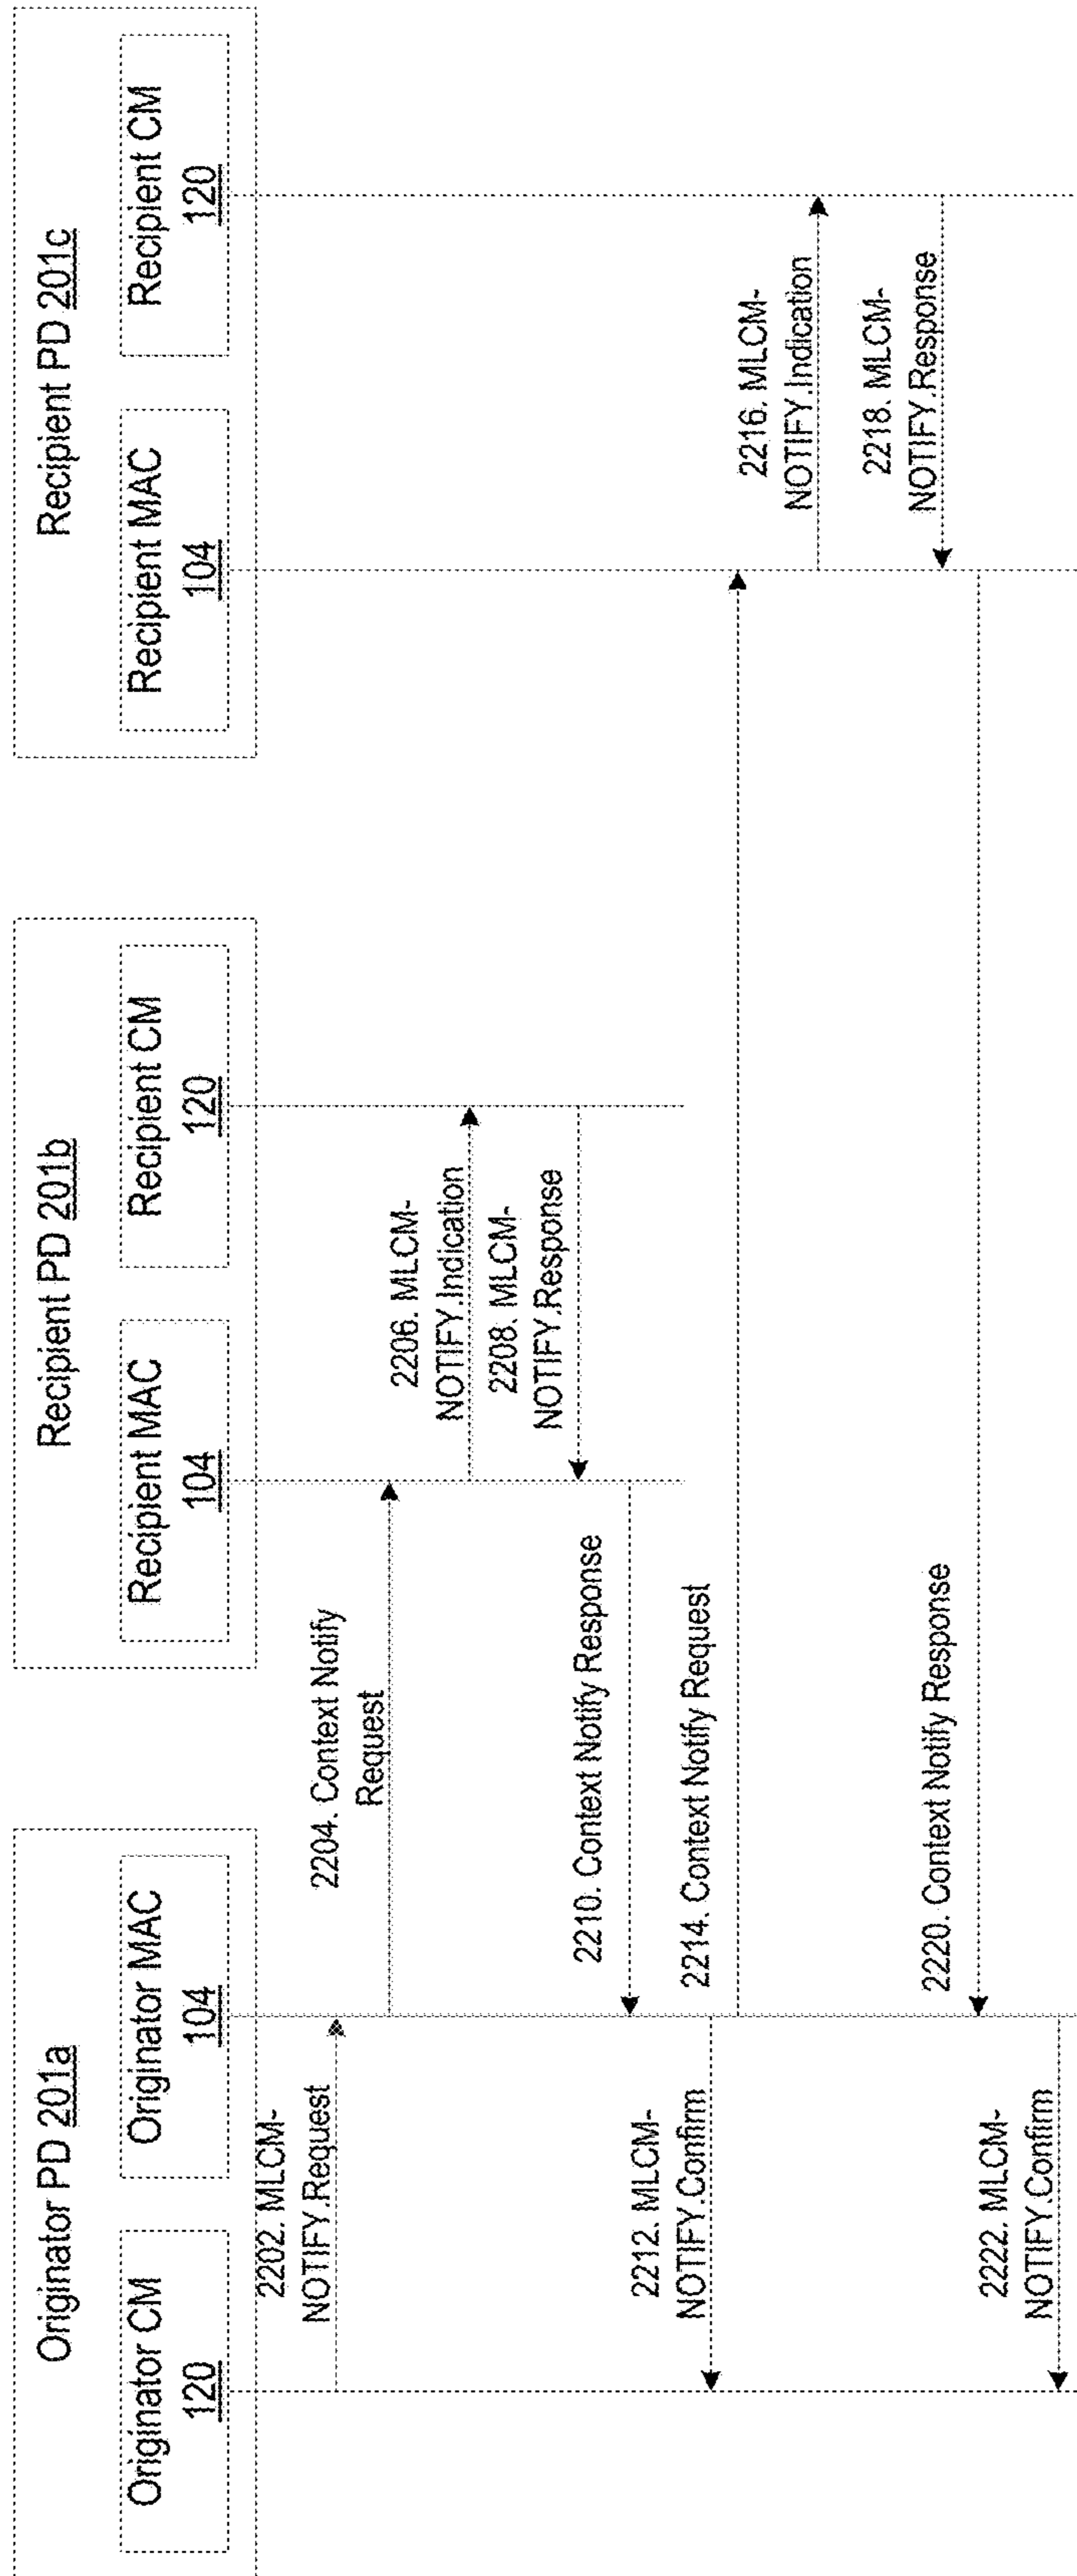 Originator PD 201a
Originator CM
120
Originator MAC
104
Recipient PD 201b
Recipient MAC
104
Recipient CM
120
Recipient PD 201c
Recipient MAC
104
Recipient CM
120
2202. MLCM-
NOTIFY.Request
2204. Context Notify
Request
2206. MLCM-
NOTIFY.Indication
2208. MLCM-
NOTIFY.Response
2210. Context Notify Response
2212. MLCM-
NOTIFY.Confirm
2214. Context Notify Request
2216. MLCM-
NOTIFY.Indication
2218. MLCM-
NOTIFY.Response
2220. Context Notify Response
2222. MLCM-
NOTIFY.Confirm